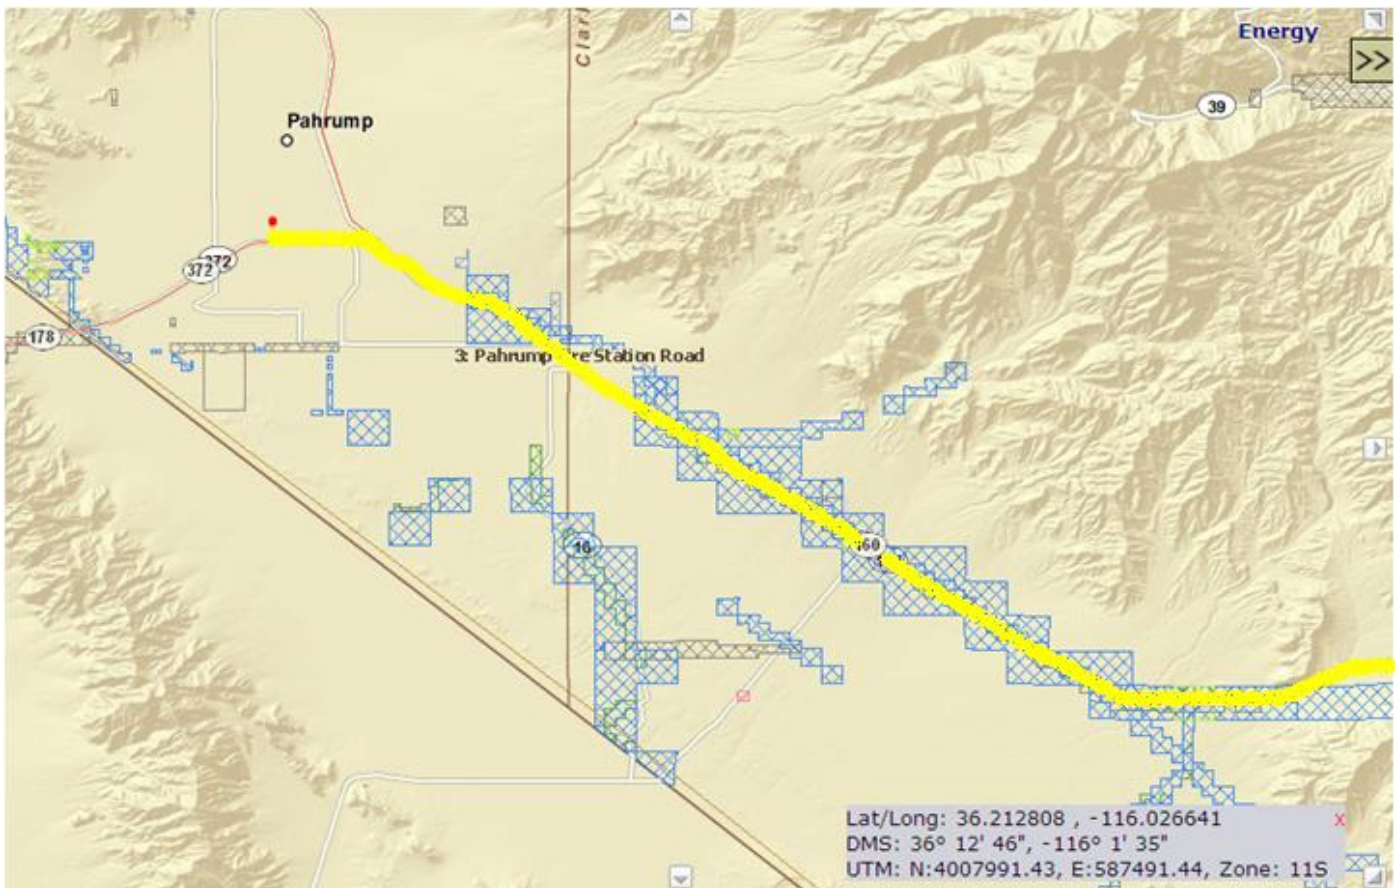 Clar
Energy
>>
39
Pahrump
372
372
178
3: Pahrump re Station Road
16
160
Lat/Long: 36.212808 , -116.026641
x
DMS: 36° 12' 46", -116° 1' 35"
UTM: N:4007991.43, E:587491.44, Zone: 11S